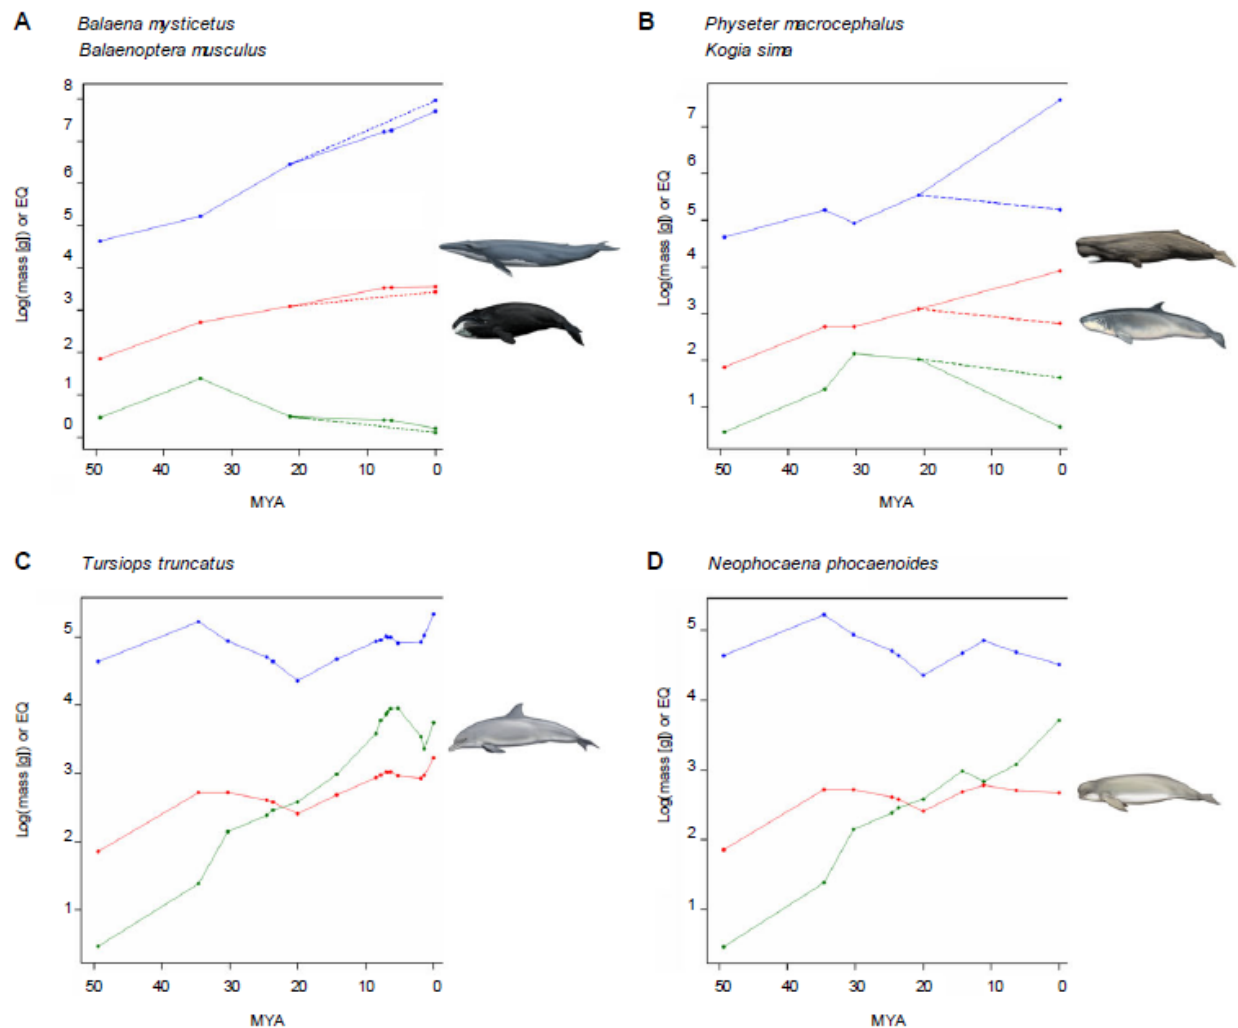 A
Balaena mysticetus
Balaenoptera musculus
8
7
6
5
4
3
2
1
0
Log(mass [g]) or EQ
50 40 30 20 10 0
MYA
B
Physeter macrocephalus
Kogia sima
7
6
5
4
3
2
1
Log(mass [g]) or EQ
50 40 30 20 10 0
MYA
C
Tursiops truncatus
5
4
3
2
1
Log(mass [g]) or EQ
50 40 30 20 10 0
MYA
D
Neophocaena phocaenoides
5
4
3
2
1
Log(mass [g]) or EQ
50 40 30 20 10 0
MYA